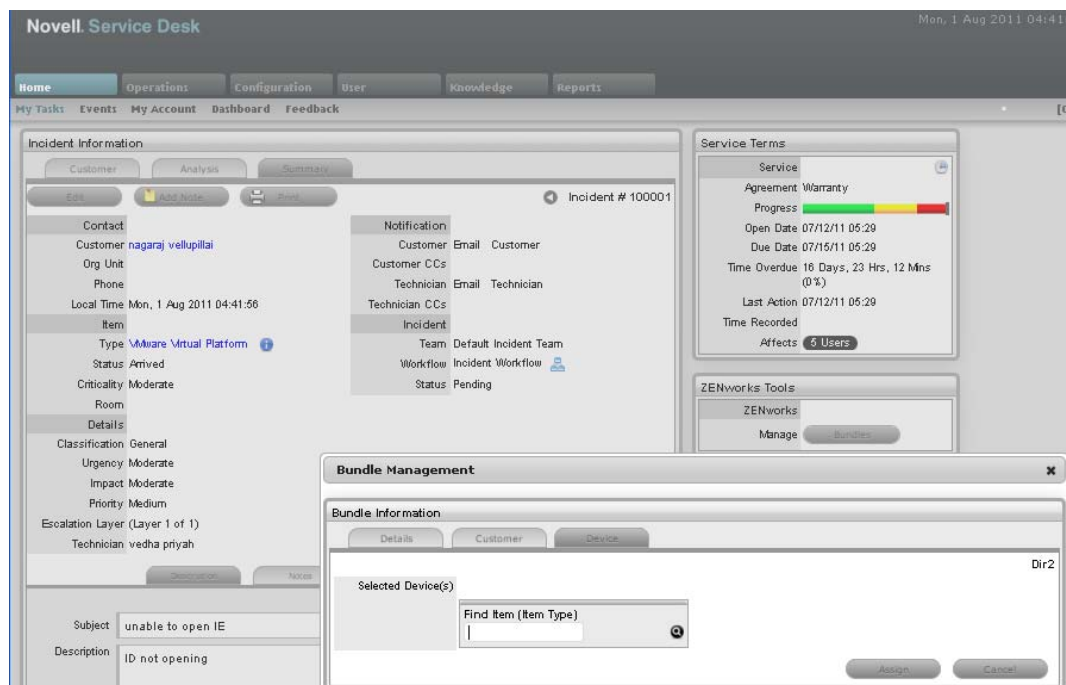 Novell. Service Desk
Mon, 1 Aug 2011 04:41
Home Operations Configuration User Knowledge Reports
My Tasks Events My Account Dashboard Feedback
Incident Information
Customer Analysis Summary
Edit Add Note Print Incident # 100001
Contact
Customer nagaraj vellupillai
Org Unit
Phone
Local Time Mon, 1 Aug 2011 04:41:56
Item
Type VMware Virtual Platform
Status Arrived
Criticality Moderate
Room
Details
Classification General
Urgency Moderate
Impact Moderate
Priority Medium
Escalation Layer (Layer 1 of 1)
Technician vedha priyah
Notification
Customer Email Customer
Customer CCs
Technician Email Technician
Technician CCs
Incident
Team Default Incident Team
Workflow Incident Workflow
Status Pending
Description Notes
Subject unable to open IE
Description ID not opening
Service Terms
Service
Agreement Warranty
Progress
Open Date 07/12/11 05:29
Due Date 07/15/11 05:29
Time Overdue 16 Days, 23 Hrs, 12 Mins
(0%)
Last Action 07/12/11 05:29
Time Recorded
Affects 5 Users
ZENworks Tools
ZENworks
Manage Bundles
Bundle Management
Bundle Information
Details Customer Device
Dir2
Selected Device(s)
Find Item (Item Type)
Assign Cancel